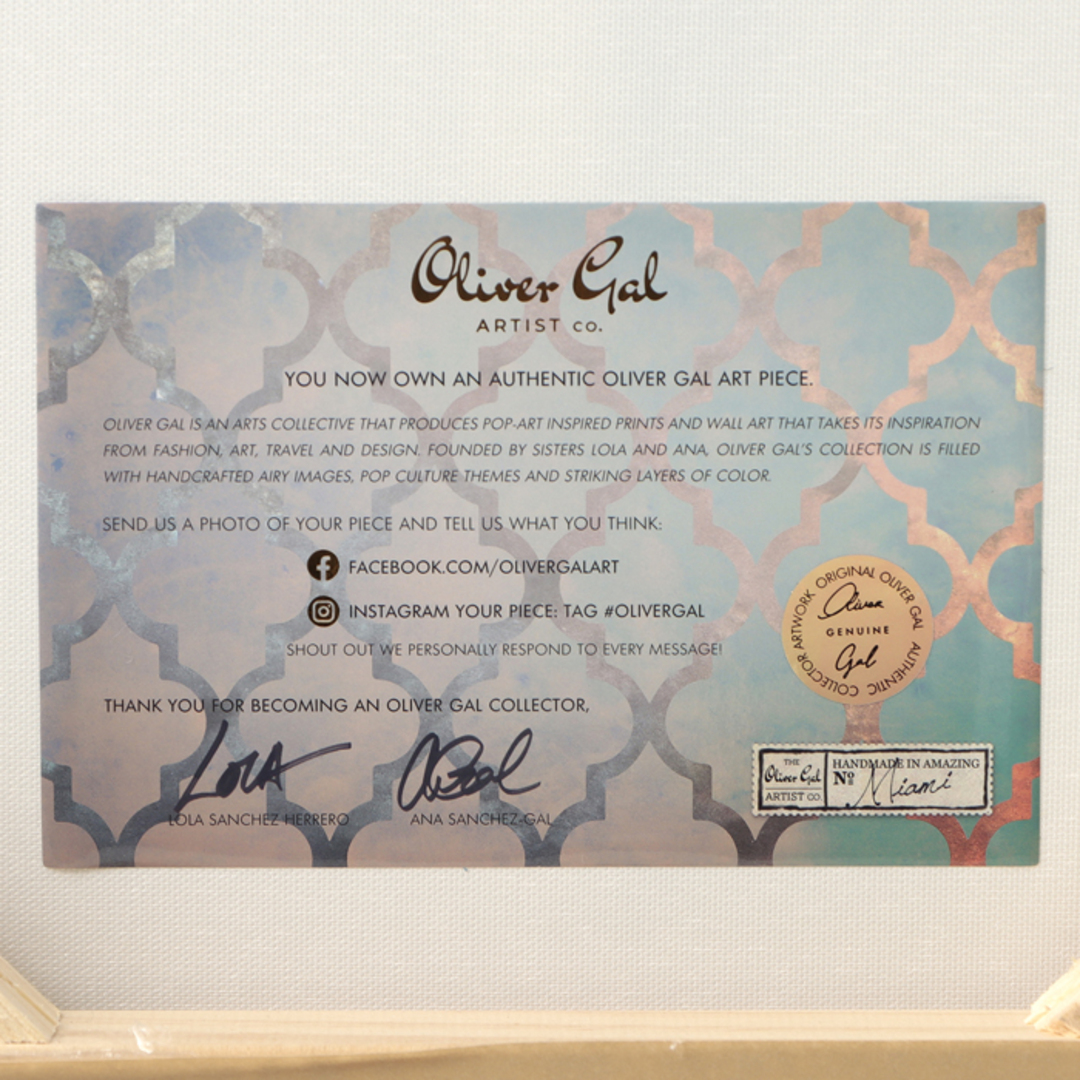 Oliver Gal
ARTIST CO.
YOU NOW OWN AN AUTHENTIC OLIVER GAL ART PIECE.
OLIVER GAL IS AN ARTS COLLECTIVE THAT PRODUCES POP-ART INSPIRED PRINTS AND WALL ART THAT TAKES ITS INSPIRATION
FROM FASHION, ART, TRAVEL AND DESIGN. FOUNDED BY SISTERS LOLA AND ANA, OLIVER GAL'S COLLECTION IS FILLED
WITH HANDCRAFTED AIRY IMAGES, POP CULTURE THEMES AND STRIKING LAYERS OF COLOR.
SEND US A PHOTO OF YOUR PIECE AND TELL US WHAT YOU THINK:
FACEBOOK.COM/OLIVERGALART
INSTAGRAM YOUR PIECE: TAG #OLIVERGAL
SHOUT OUT WE PERSONALLY RESPOND TO EVERY MESSAGE!
ORIGINAL OLIVER GAL AUTHENTIC COLLECTOR ARTWORK
Oliver
GENUINE
Gal
THANK YOU FOR BECOMING AN OLIVER GAL COLLECTOR,
LOLA
LOLA SANCHEZ HERRERO
ANA SANCHEZ-GAL
THE
Oliver Gal
ARTIST CO.
HANDMADE IN AMAZING
Nº Miami